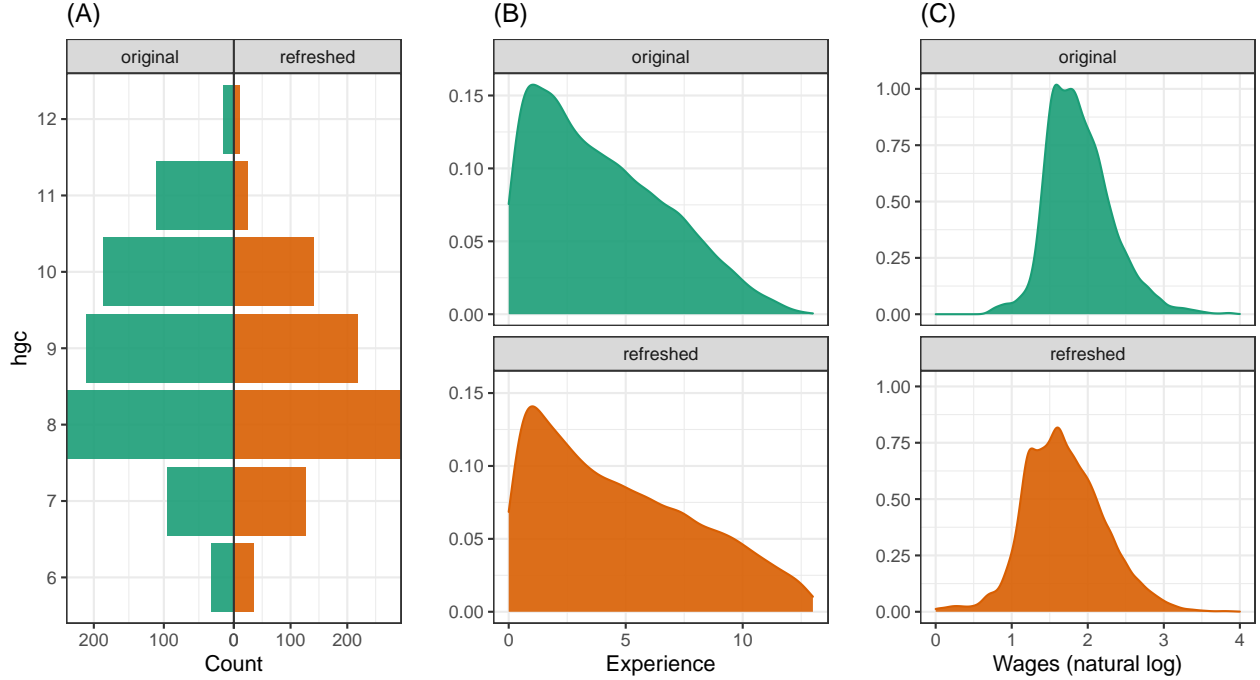 (A)
original refreshed
12
11
10
9
8
7
6
hgc
200 100 0 0 100 200
Count
(B)
original
0.15
0.10
0.05
0.00
refreshed
0.15
0.10
0.05
0.00
0 5 10
Experience
(C)
original
1.00
0.75
0.50
0.25
0.00
refreshed
1.00
0.75
0.50
0.25
0.00
0 1 2 3 4
Wages (natural log)